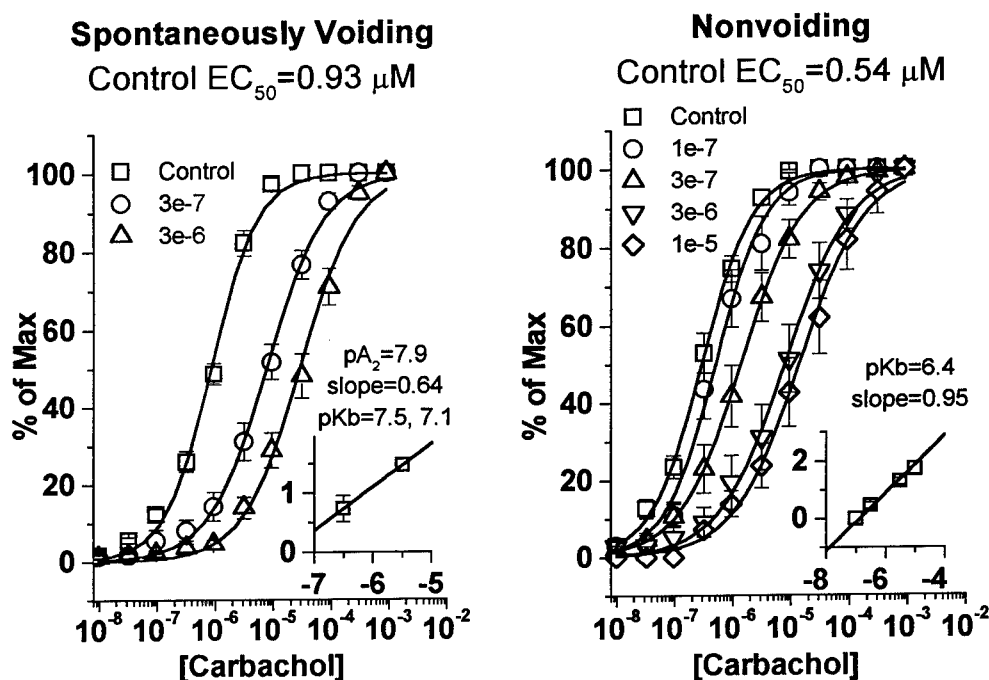 Spontaneously Voiding
Control EC₅₀=0.93 μM
% of Max
100
80
60
40
20
0
Control
3e-7
3e-6
pA₂=7.9
slope=0.64
pKb=7.5, 7.1
1
0
-7 -6 -5
10⁻⁸ 10⁻⁷ 10⁻⁶ 10⁻⁵ 10⁻⁴ 10⁻³ 10⁻²
[Carbachol]
Nonvoiding
Control EC₅₀=0.54 μM
% of Max
100
80
60
40
20
0
Control
1e-7
3e-7
3e-6
1e-5
pKb=6.4
slope=0.95
2
0
-8 -6 -4
10⁻⁸ 10⁻⁷ 10⁻⁶ 10⁻⁵ 10⁻⁴ 10⁻³ 10⁻²
[Carbachol]